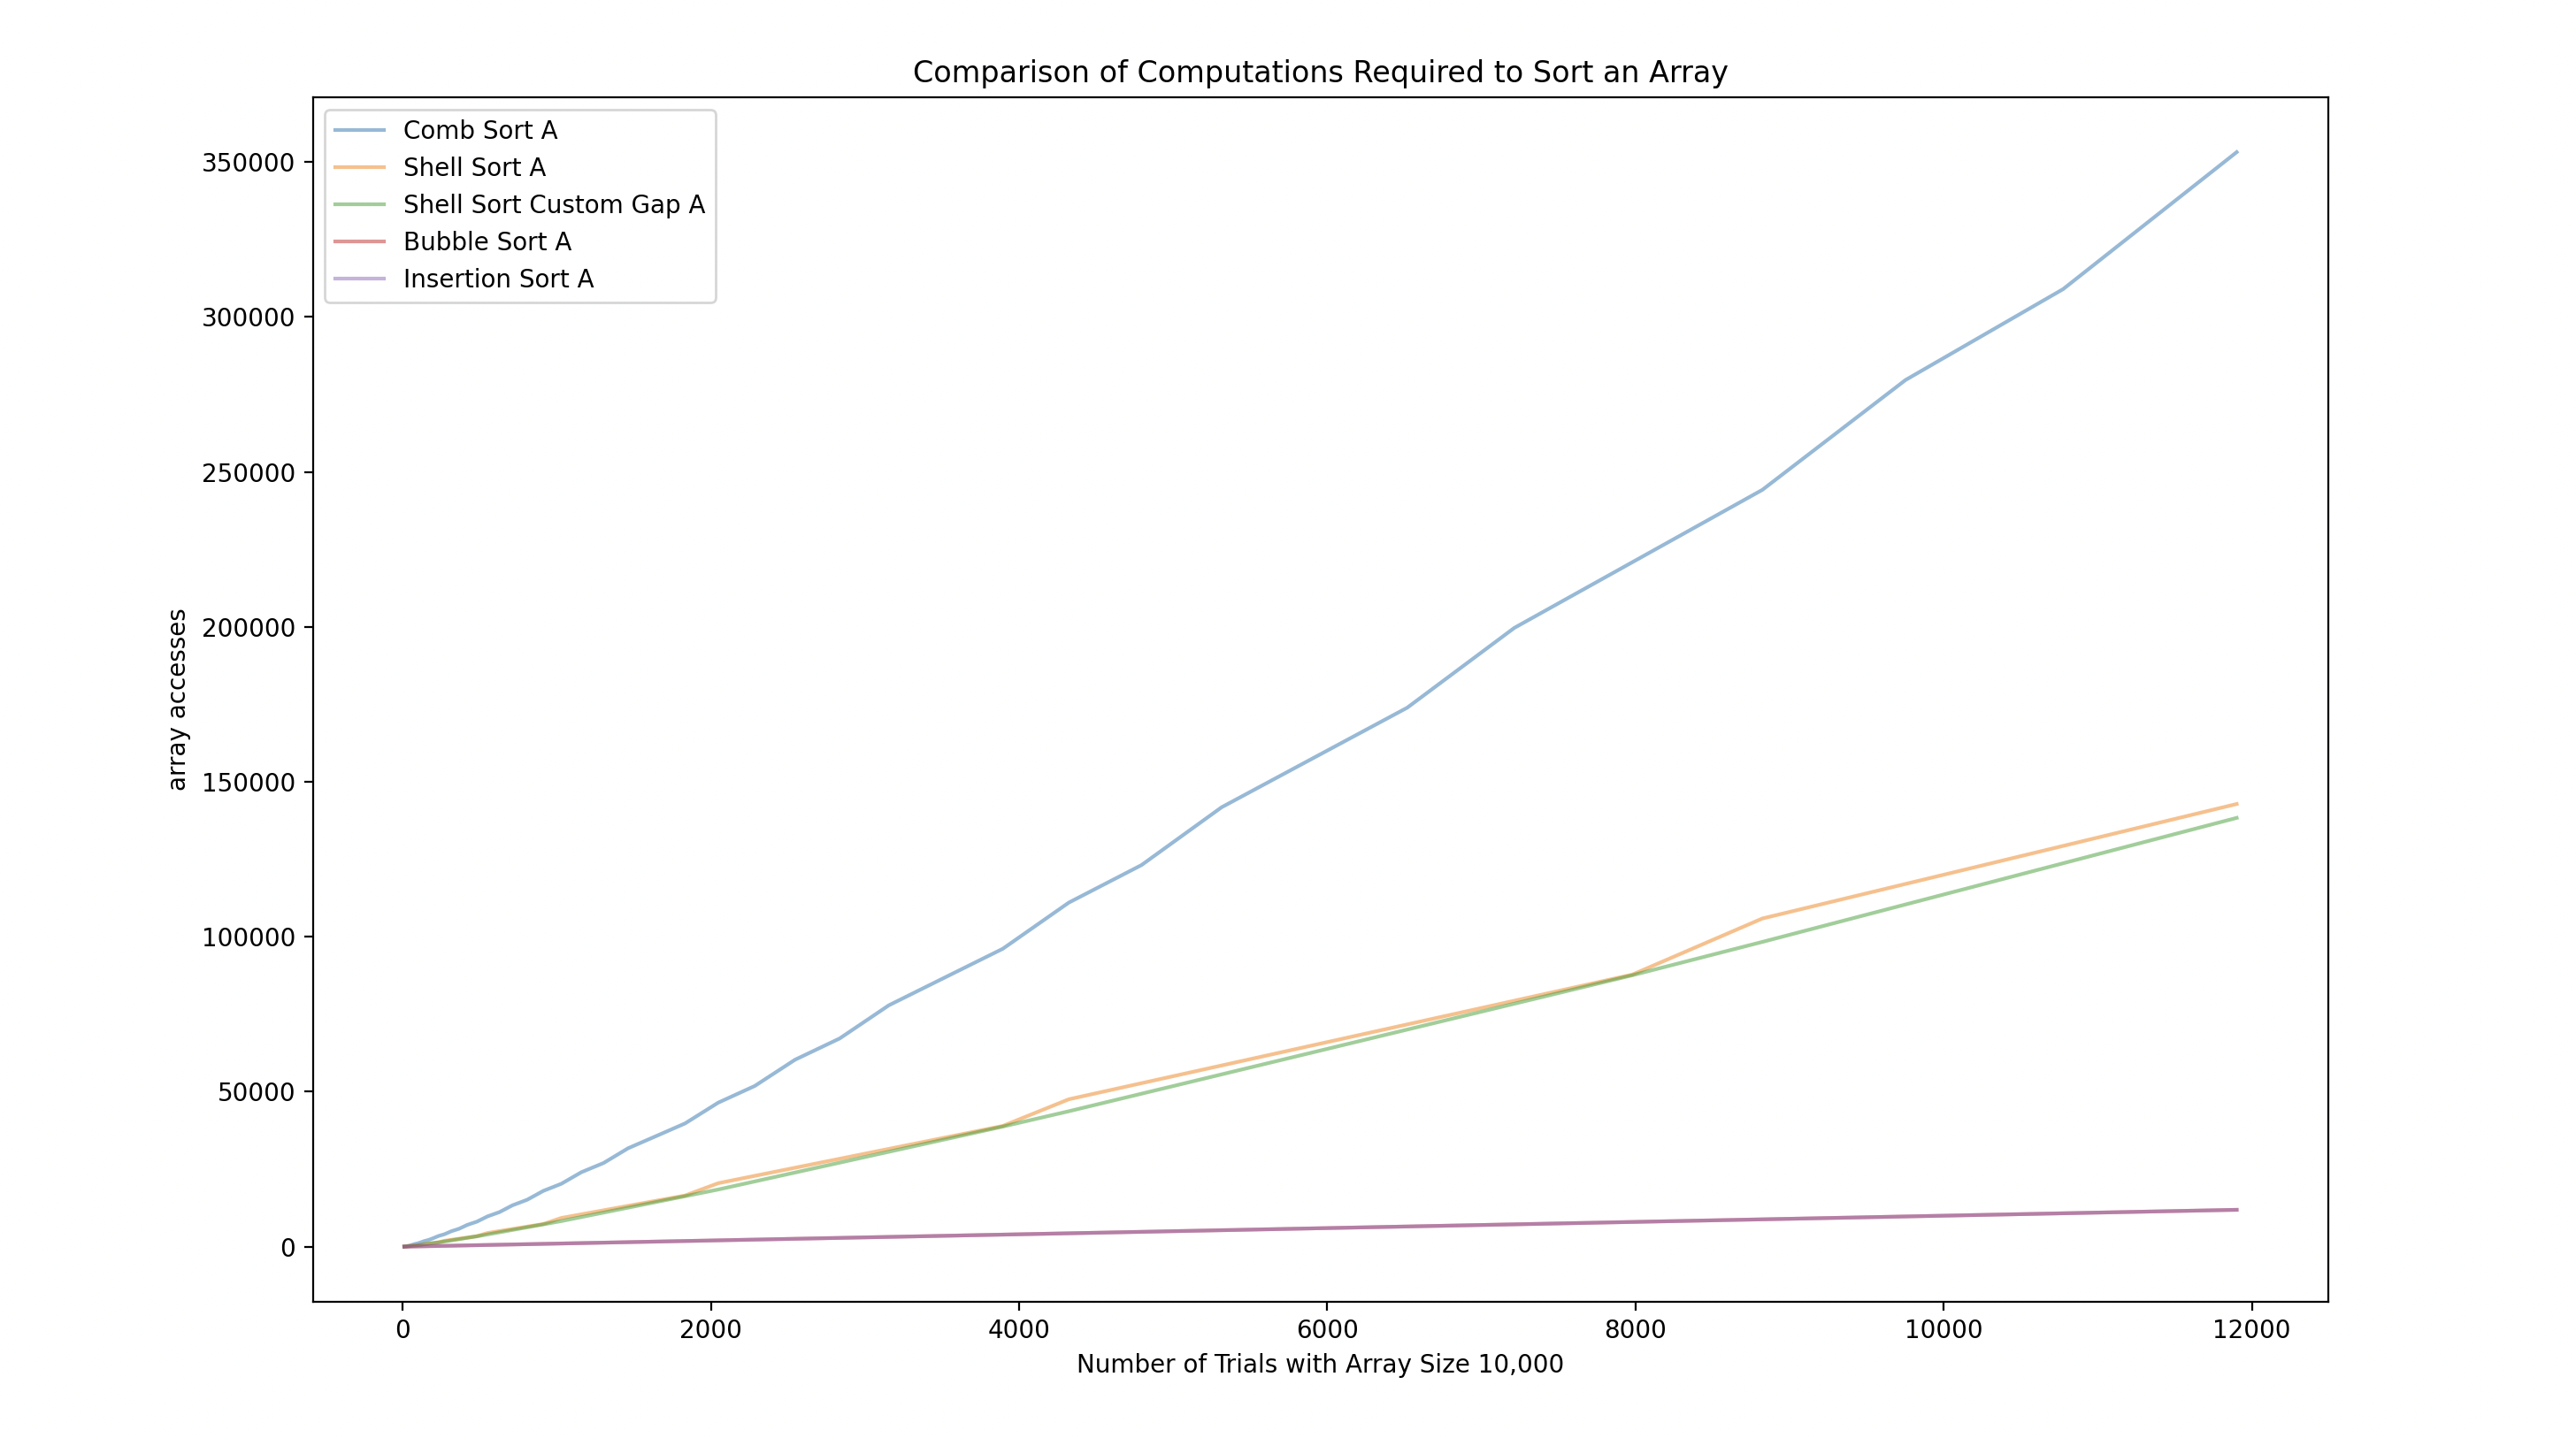 Comparison of Computations Required to Sort an Array
Comb Sort A
Shell Sort A
Shell Sort Custom Gap A
Bubble Sort A
Insertion Sort A
350000
300000
250000
200000
150000
100000
50000
0
array accesses
0 2000 4000 6000 8000 10000 12000
Number of Trials with Array Size 10,000